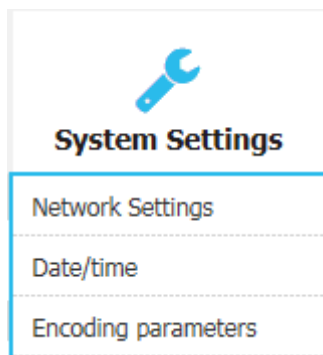 System Settings
Network Settings
Date/time
Encoding parameters